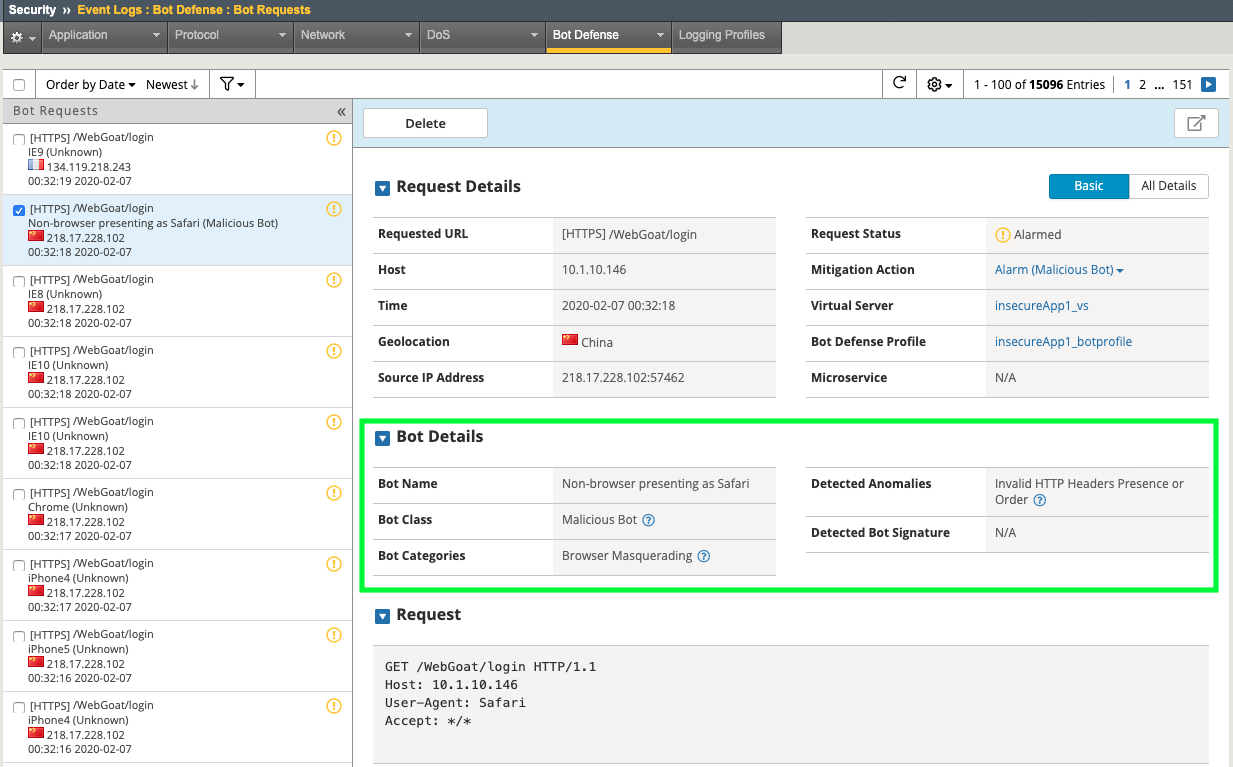 Security » Event Logs : Bot Defense : Bot Requests
Application Protocol Network DoS Bot Defense Logging Profiles
Order by Date Newest 1 - 100 of 15096 Entries 1 2 ... 151
Bot Requests «
[HTTPS] /WebGoat/login
IE9 (Unknown)
134.119.218.243
00:32:19 2020-02-07
[HTTPS] /WebGoat/login
Non-browser presenting as Safari (Malicious Bot)
218.17.228.102
00:32:18 2020-02-07
[HTTPS] /WebGoat/login
IE8 (Unknown)
218.17.228.102
00:32:18 2020-02-07
[HTTPS] /WebGoat/login
IE10 (Unknown)
218.17.228.102
00:32:18 2020-02-07
[HTTPS] /WebGoat/login
IE10 (Unknown)
218.17.228.102
00:32:18 2020-02-07
[HTTPS] /WebGoat/login
Chrome (Unknown)
218.17.228.102
00:32:17 2020-02-07
[HTTPS] /WebGoat/login
iPhone4 (Unknown)
218.17.228.102
00:32:17 2020-02-07
[HTTPS] /WebGoat/login
iPhone5 (Unknown)
218.17.228.102
00:32:16 2020-02-07
[HTTPS] /WebGoat/login
iPhone4 (Unknown)
218.17.228.102
00:32:16 2020-02-07
Delete
Request Details
Basic All Details
Requested URL [HTTPS] /WebGoat/login
Host 10.1.10.146
Time 2020-02-07 00:32:18
Geolocation China
Source IP Address 218.17.228.102:57462
Request Status Alarmed
Mitigation Action Alarm (Malicious Bot)
Virtual Server insecureApp1_vs
Bot Defense Profile insecureApp1_botprofile
Microservice N/A
Bot Details
Bot Name Non-browser presenting as Safari
Bot Class Malicious Bot ?
Bot Categories Browser Masquerading ?
Detected Anomalies Invalid HTTP Headers Presence or
Order ?
Detected Bot Signature N/A
Request
GET /WebGoat/login HTTP/1.1
Host: 10.1.10.146
User-Agent: Safari
Accept: */*